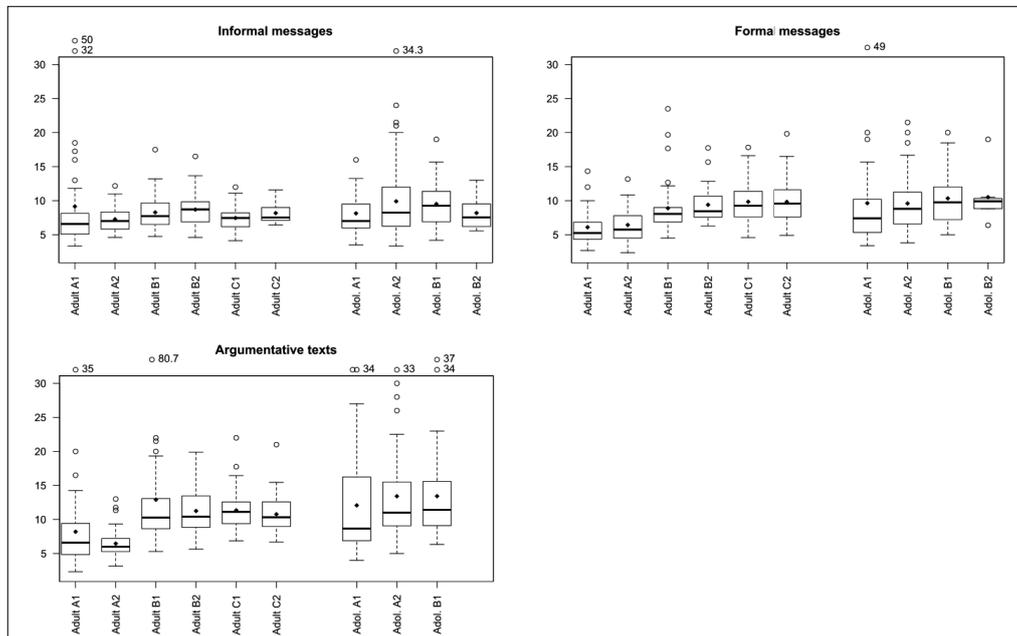 Informal messages
50
32
34.3
30
25
20
15
10
5
Adult A1
Adult A2
Adult B1
Adult B2
Adult C1
Adult C2
Adol. A1
Adol. A2
Adol. B1
Adol. B2
Formal messages
49
30
25
20
15
10
5
Adult A1
Adult A2
Adult B1
Adult B2
Adult C1
Adult C2
Adol. A1
Adol. A2
Adol. B1
Adol. B2
Argumentative texts
35
80.7
34
33
37
34
30
25
20
15
10
5
Adult A1
Adult A2
Adult B1
Adult B2
Adult C1
Adult C2
Adol. A1
Adol. A2
Adol. B1